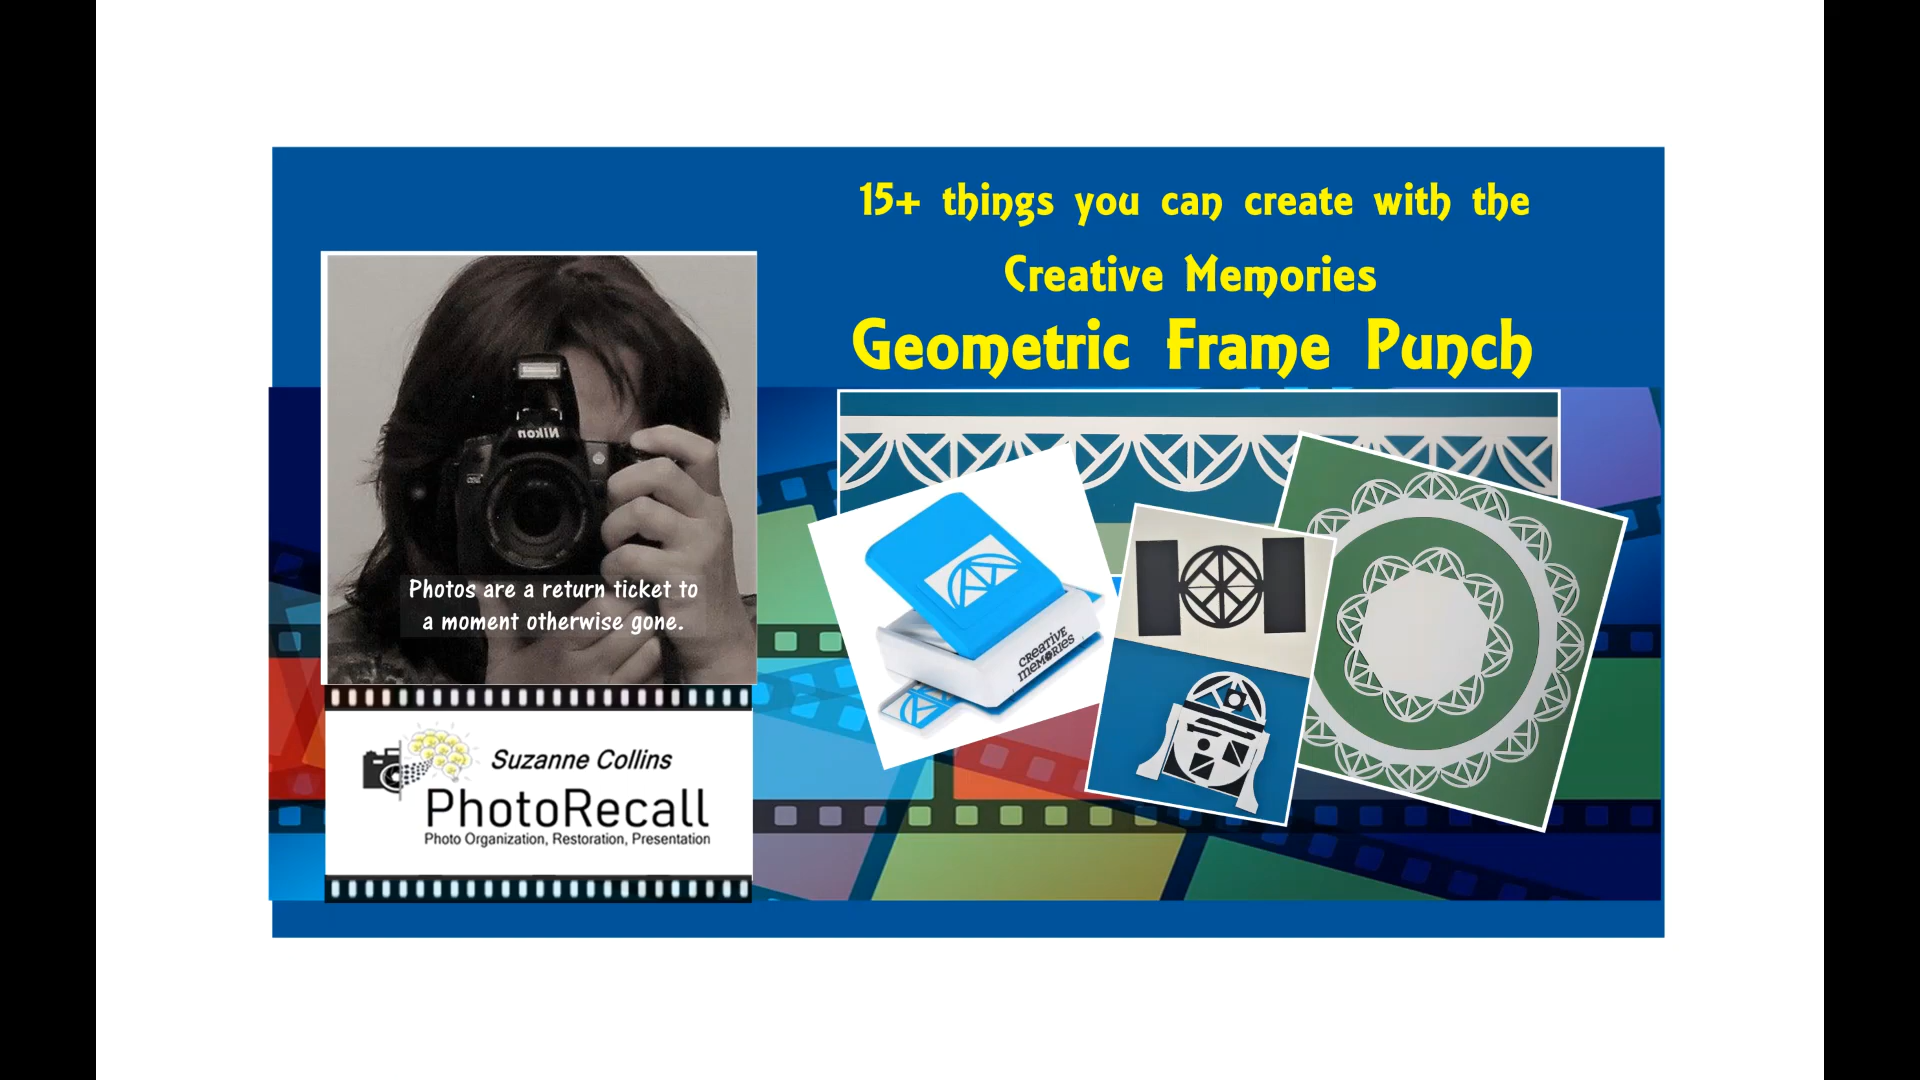 15+ things you can create with the
Creative Memories
Geometric Frame Punch
Nikon
Photos are a return ticket to
a moment otherwise gone.
CREATIVE
MEMORIES
Suzanne Collins
PhotoRecall
Photo Organization, Restoration, Presentation